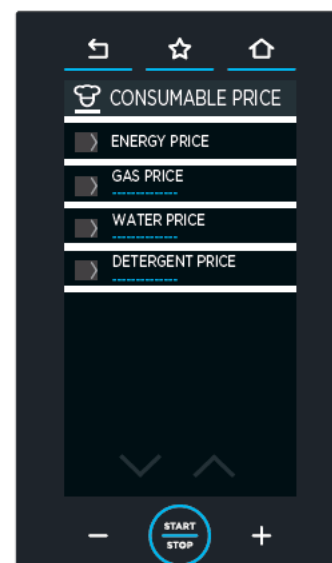 CONSUMABLE PRICE
ENERGY PRICE
GAS PRICE
------------
WATER PRICE
------------
DETERGENT PRICE
------------
START
STOP